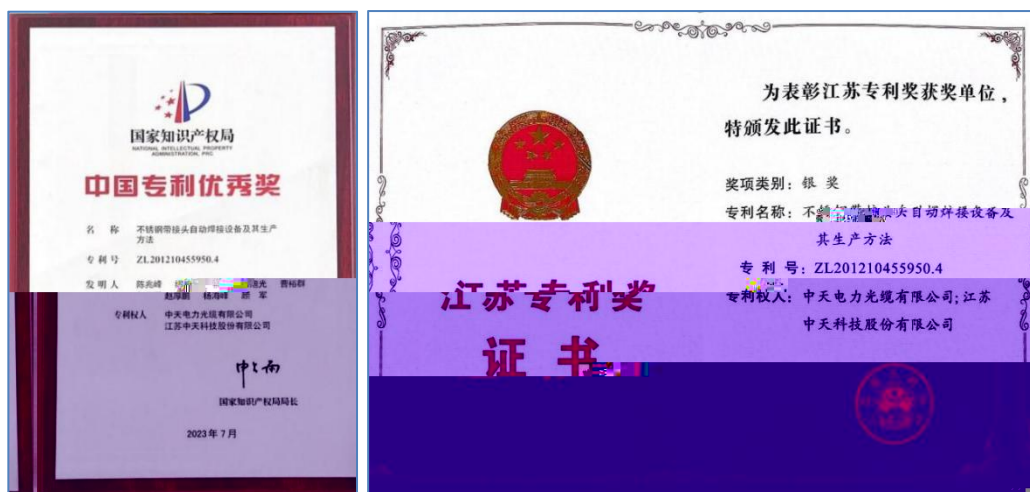 国家知识产权局
NATIONAL INTELLECTUAL PROPERTY
ADMINISTRATION, PRC
中国专利优秀奖
名 称 不锈钢带接头自动焊接设备及其生产
方法
专利号 ZL201210455950.4
发明人 陈兆峰 光 曹裕群
赵厚鹏 杨海峰 顾 军
专利权人 中天电力光缆有限公司
江苏中天科技股份有限公司
国家知识产权局局长
2023年7月
江苏专利奖
证书
为表彰江苏专利奖获奖单位，
特颁发此证书。
奖项类别：银 奖
专利名称：不锈钢带接头自动焊接设备及
其生产方法
专 利 号：ZL201210455950.4
专利权人：中天电力光缆有限公司;江苏
中天科技股份有限公司